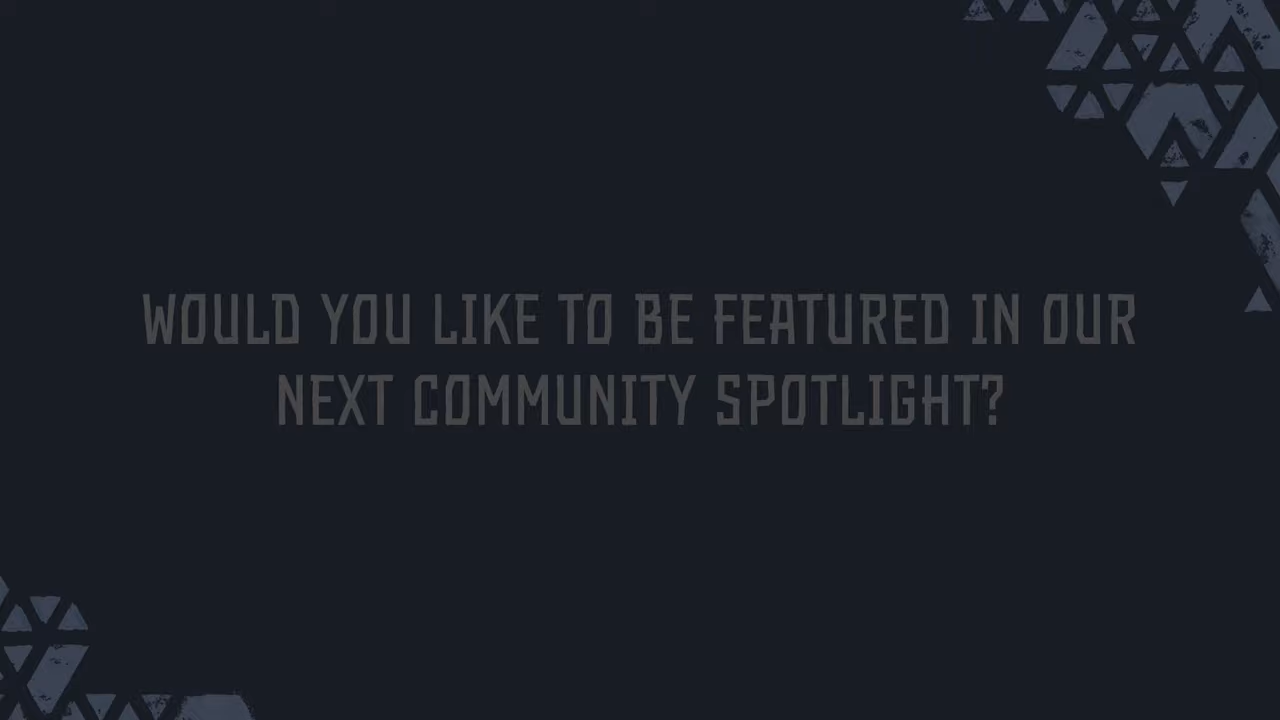 WOULD YOU LIKE TO BE FEATURED IN OUR
NEXT COMMUNITY SPOTLIGHT?